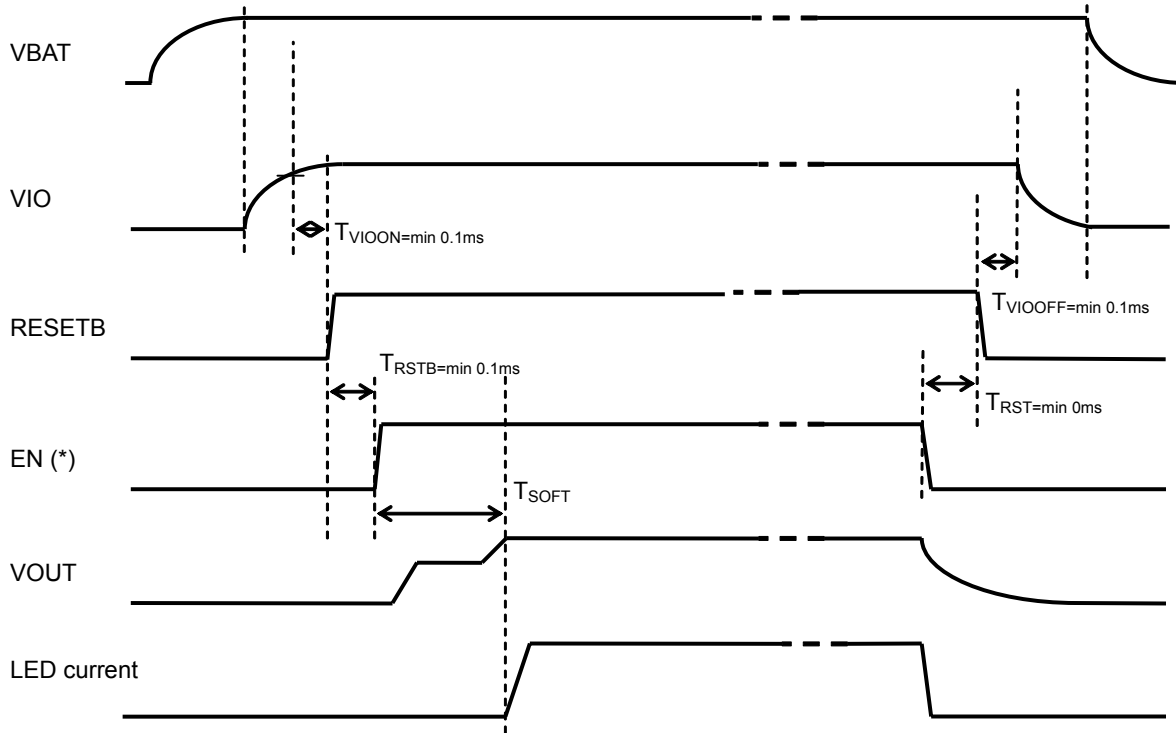 VBAT
VIO
TVIOON=min 0.1ms
RESETB
TVIOOFF=min 0.1ms
TRSTB=min 0.1ms
TRST=min 0ms
EN (*)
TSOFT
VOUT
LED current